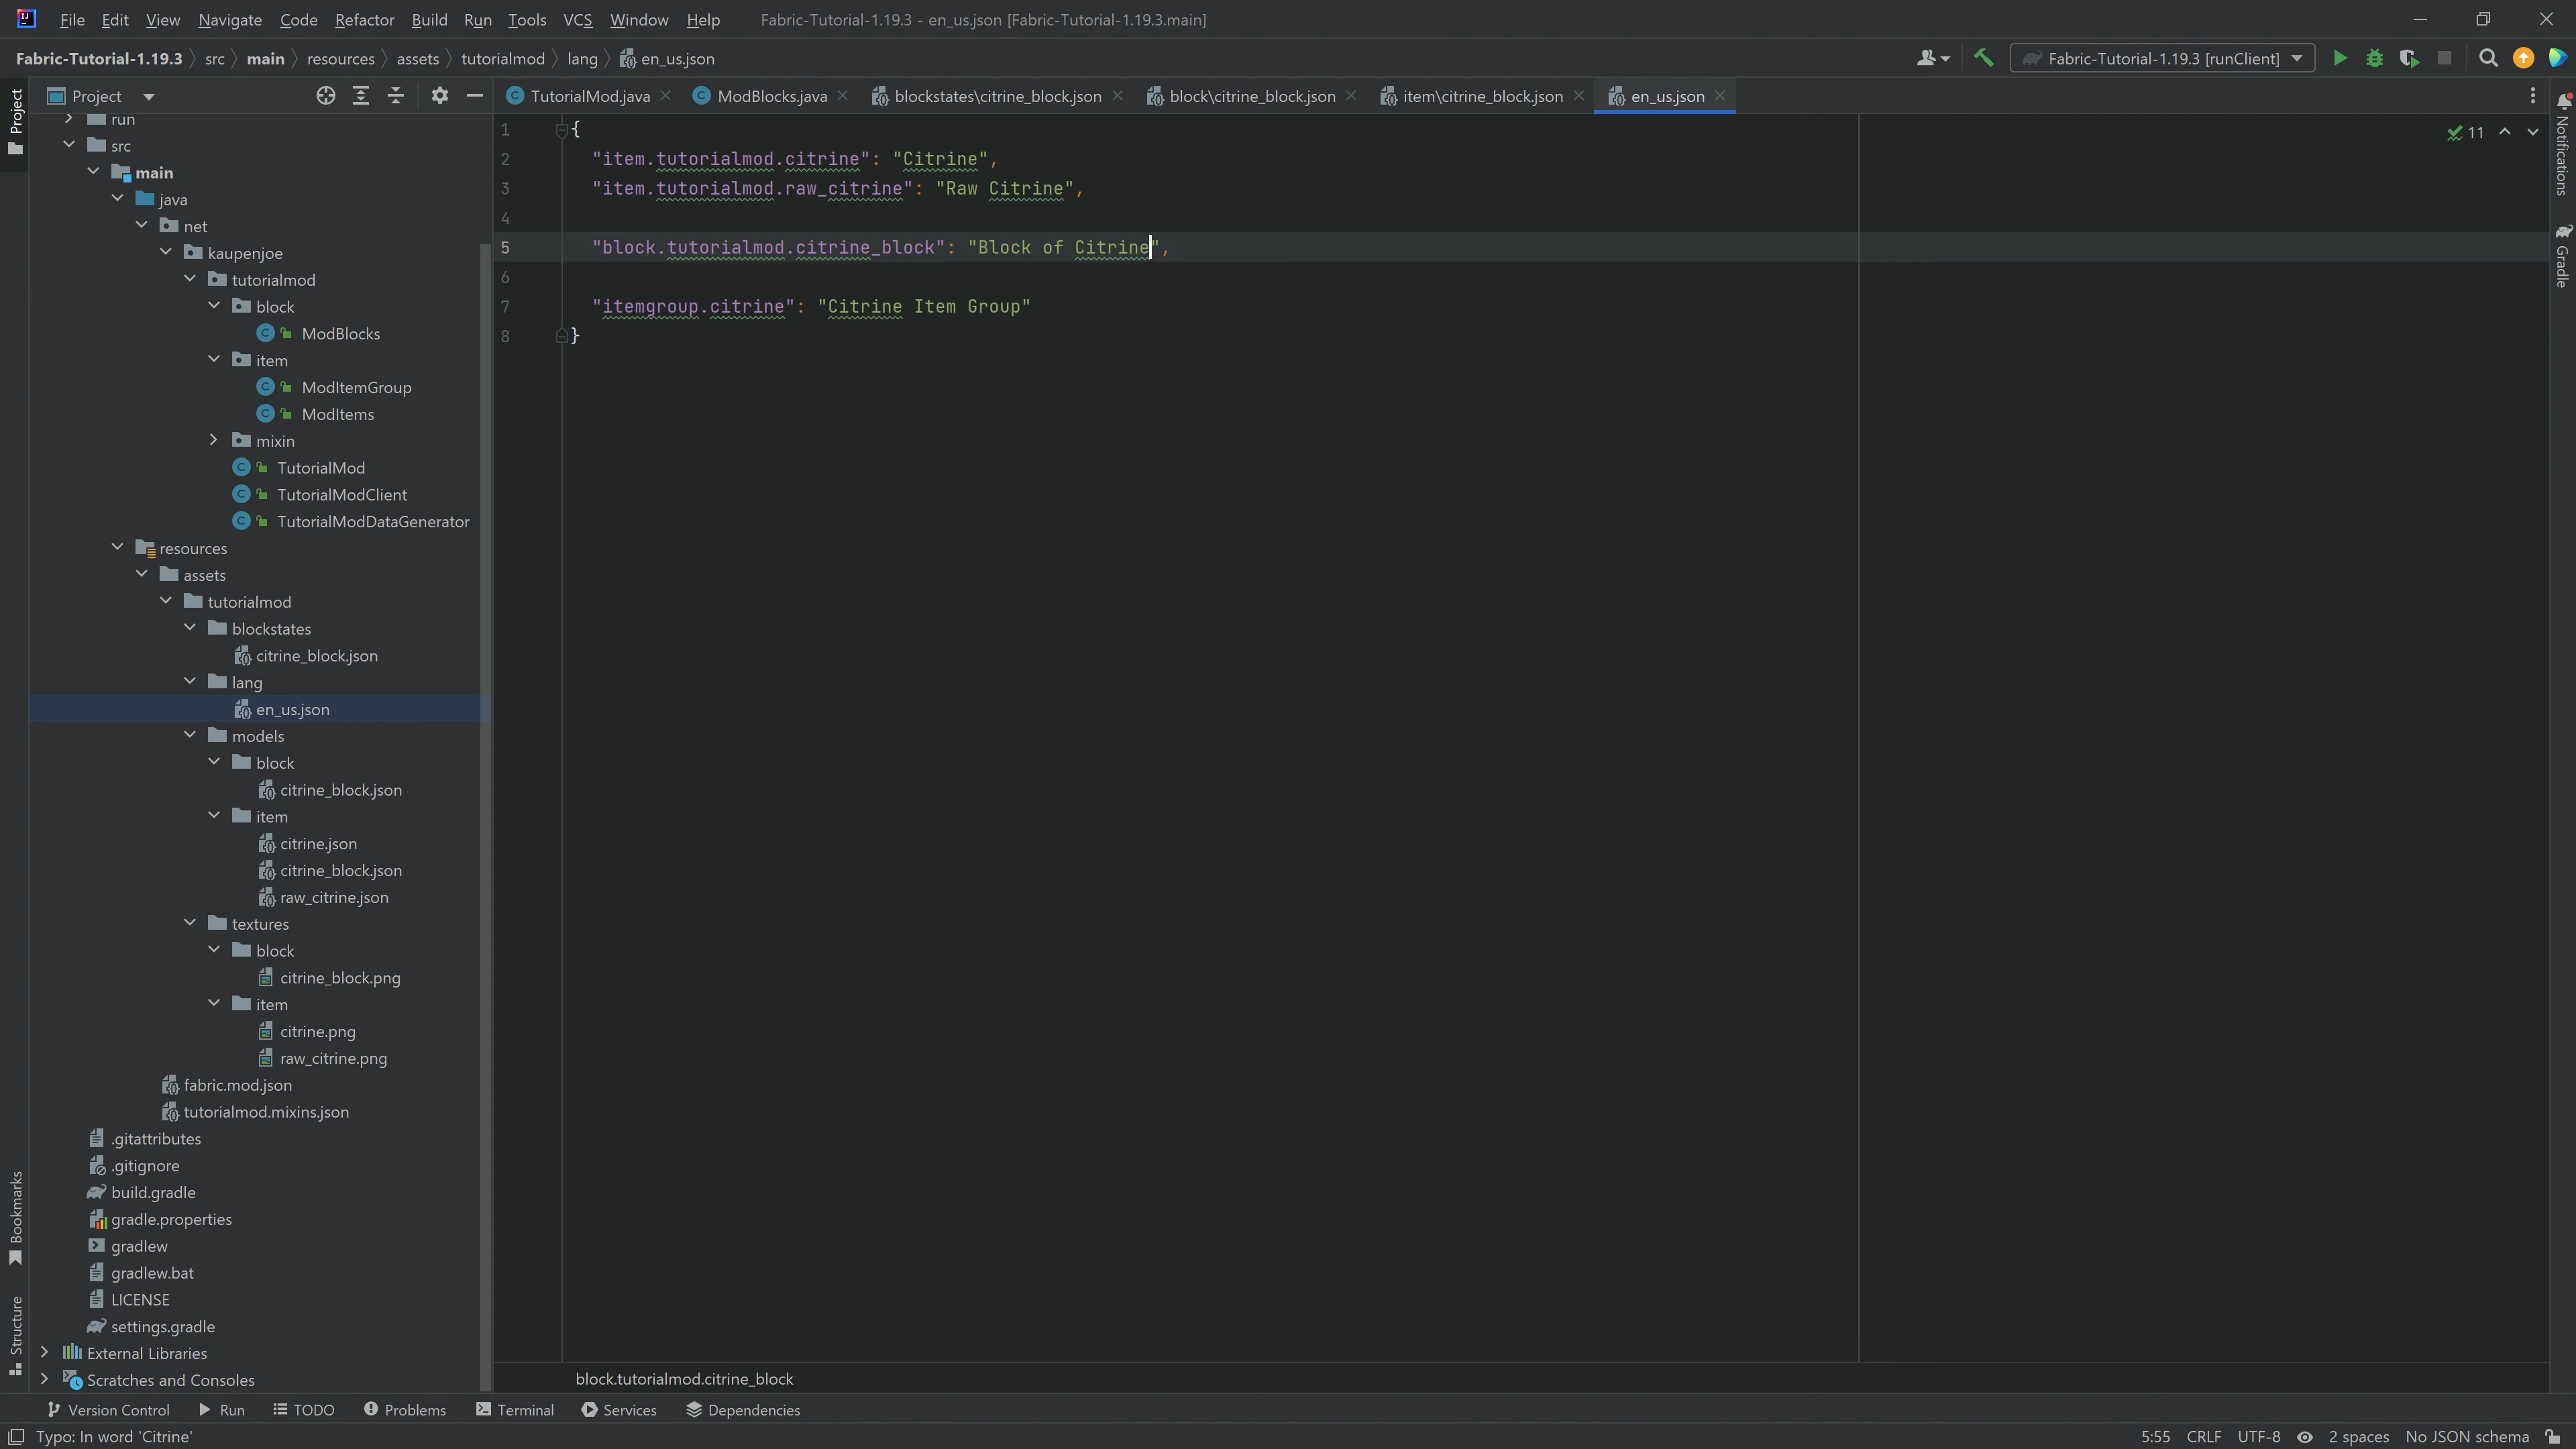 File Edit View Navigate Code Refactor Build Run Tools VCS Window Help Fabric-Tutorial-1.19.3 - en_us.json [Fabric-Tutorial-1.19.3.main]
Fabric-Tutorial-1.19.3 src main resources assets tutorialmod lang en_us.json Fabric-Tutorial-1.19.3 [runClient]
Project TutorialMod.java ModBlocks.java blockstates\citrine_block.json block\citrine_block.json item\citrine_block.json en_us.json
Project
Bookmarks
Structure
run
src
main
java
net
kaupenjoe
tutorialmod
block
ModBlocks
item
ModItemGroup
ModItems
mixin
TutorialMod
TutorialModClient
TutorialModDataGenerator
resources
assets
tutorialmod
blockstates
citrine_block.json
lang
en_us.json
models
block
citrine_block.json
item
citrine.json
citrine_block.json
raw_citrine.json
textures
block
citrine_block.png
item
citrine.png
raw_citrine.png
fabric.mod.json
tutorialmod.mixins.json
.gitattributes
.gitignore
build.gradle
gradle.properties
gradlew
gradlew.bat
LICENSE
settings.gradle
External Libraries
Scratches and Consoles
1 {
2 "item.tutorialmod.citrine": "Citrine",
3 "item.tutorialmod.raw_citrine": "Raw Citrine",
4
5 "block.tutorialmod.citrine_block": "Block of Citrine",
6
7 "itemgroup.citrine": "Citrine Item Group"
8 }
11
Notifications
Gradle
block.tutorialmod.citrine_block
Version Control Run TODO Problems Terminal Services Dependencies
Typo: In word 'Citrine' 5:55 CRLF UTF-8 2 spaces No JSON schema